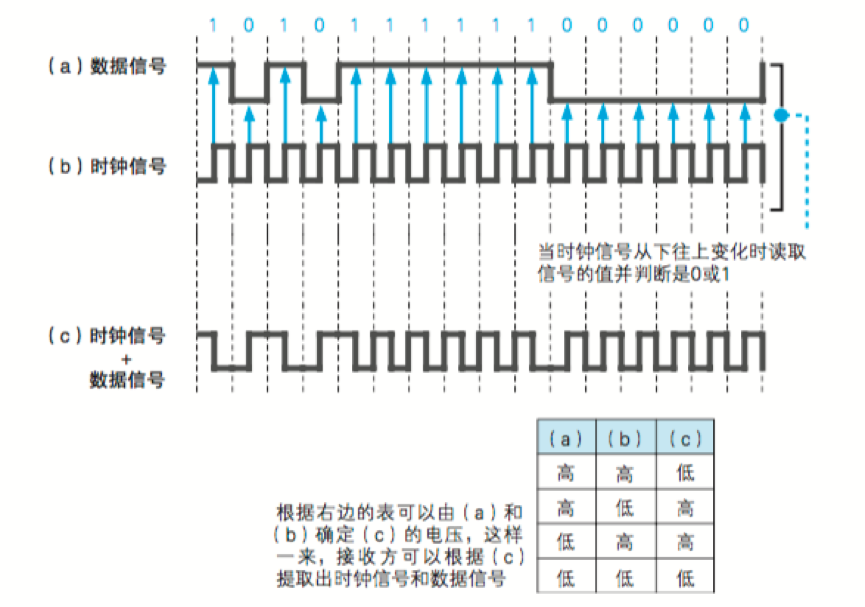 1 0 1 0 1 1 1 1 1 1 0 0 0 0 0 0
（a）数据信号
（b）时钟信号
当时钟信号从下往上变化时读取
信号的值并判断是0或1
（c）时钟信号
+
数据信号
（a） （b） （c）
高 高 低
高 低 高
低 高 高
低 低 低
根据右边的表可以由（a）和
（b）确定（c）的电压，这样
一来，接收方可以根据（c）
提取出时钟信号和数据信号